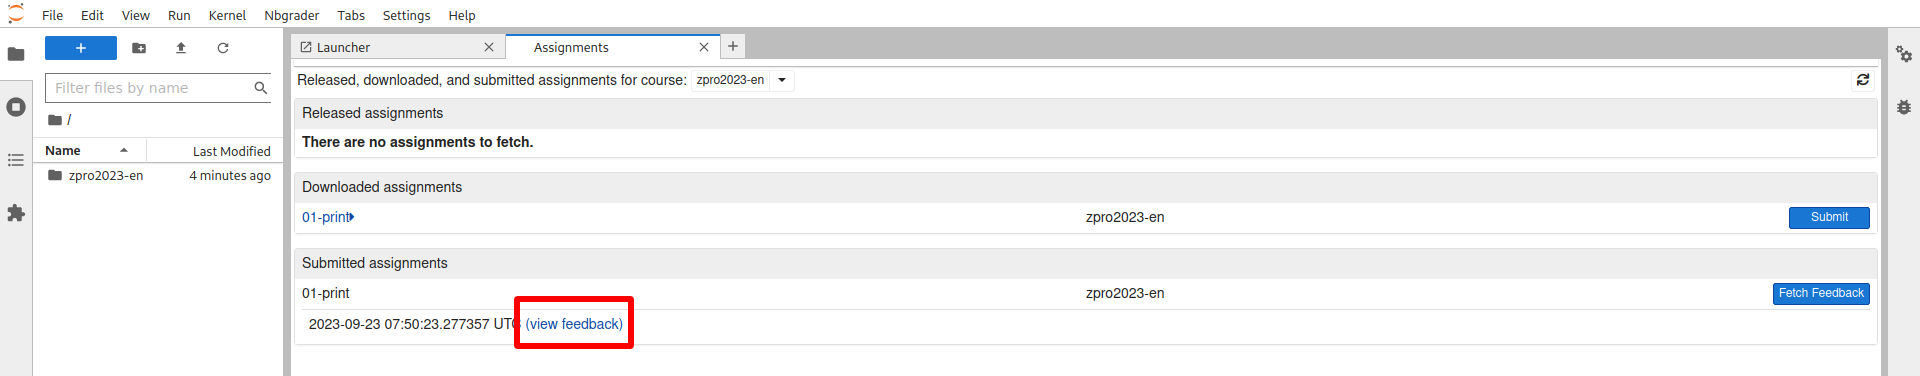 File Edit View Run Kernel Nbgrader Tabs Settings Help
Launcher
Assignments
Filter files by name
/
Name Last Modified
zpro2023-en 4 minutes ago
Released, downloaded, and submitted assignments for course: zpro2023-en
Released assignments
There are no assignments to fetch.
Downloaded assignments
01-print zpro2023-en Submit
Submitted assignments
01-print zpro2023-en Fetch Feedback
2023-09-23 07:50:23.277357 UTC (view feedback)